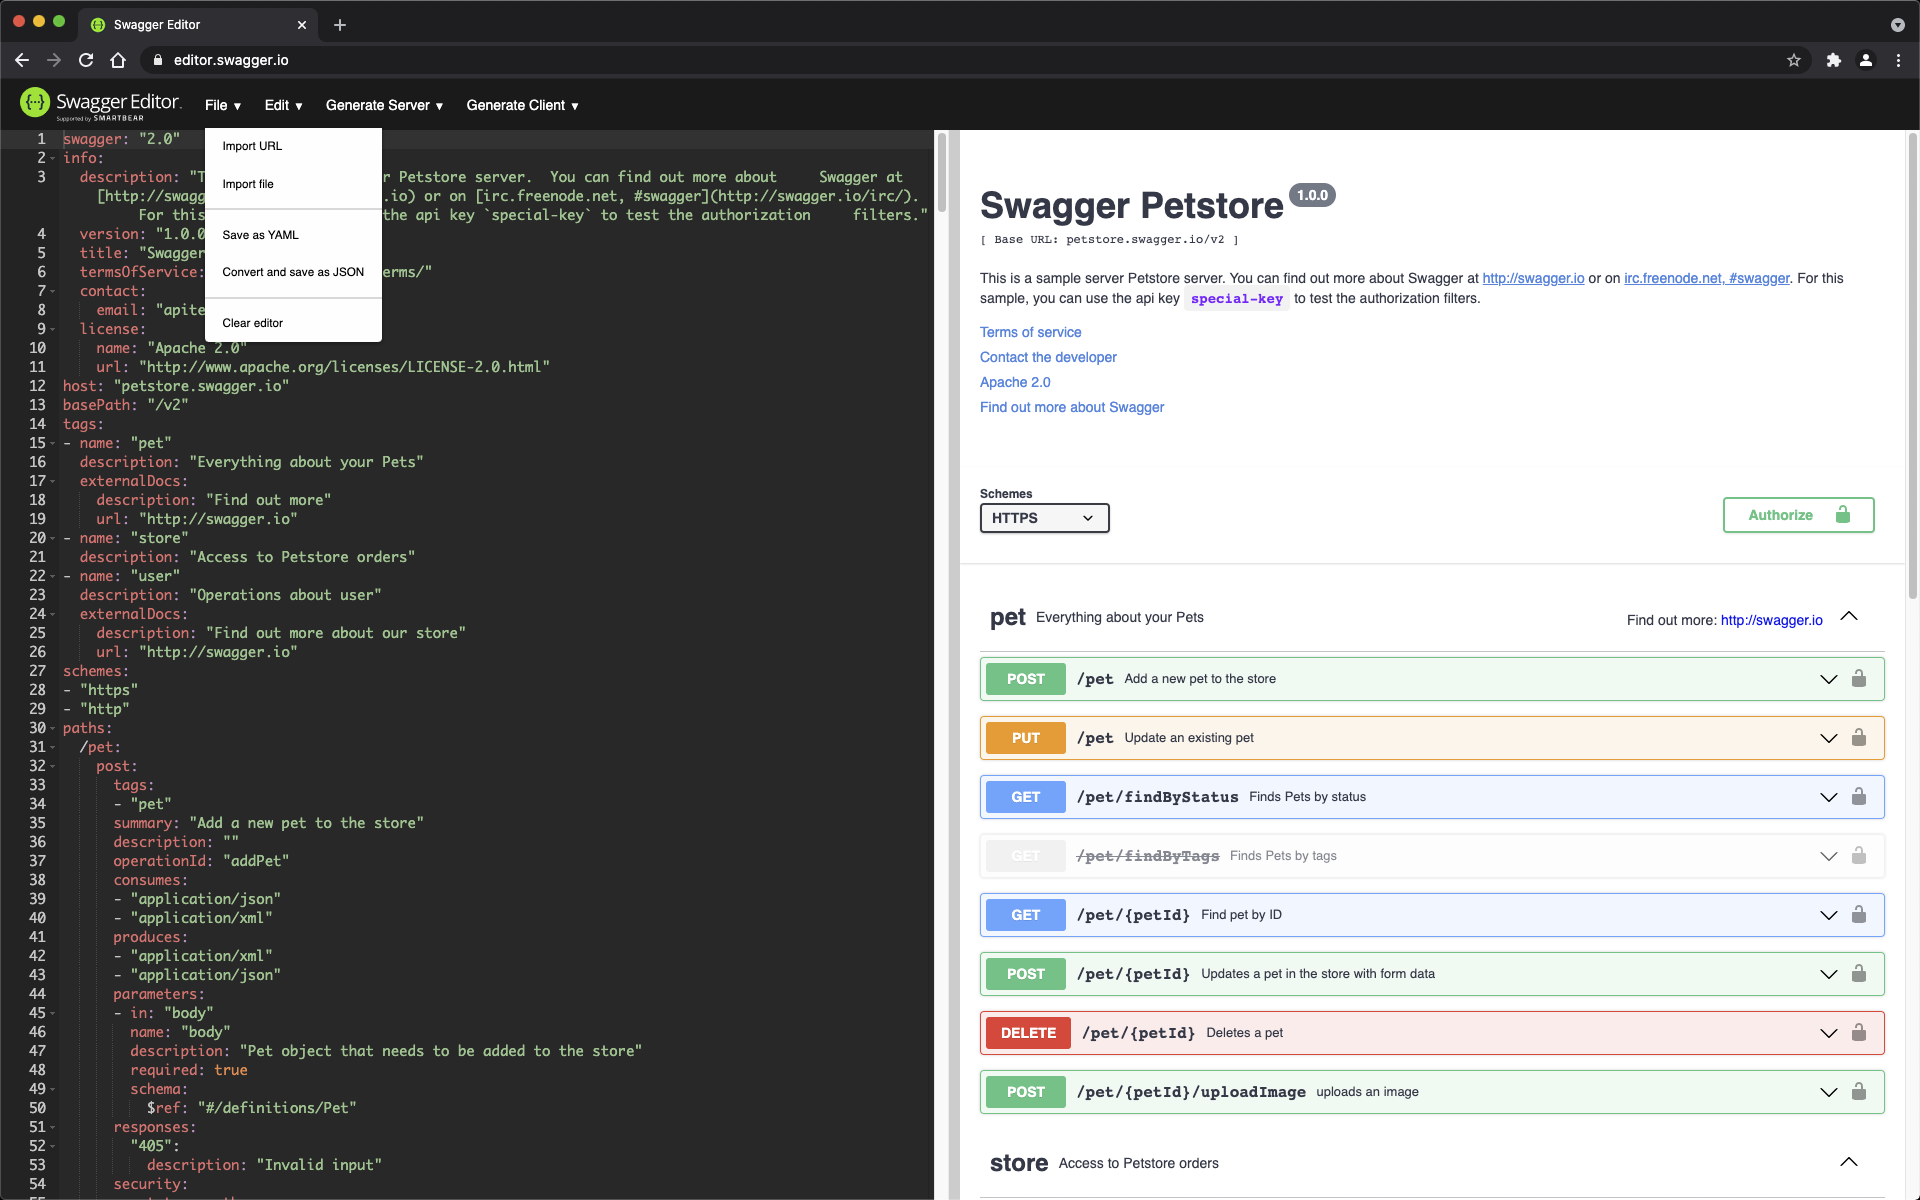 Swagger Editor
editor.swagger.io
Swagger Editor.
Supported by SMARTBEAR
File ▾
Edit ▾
Generate Server ▾
Generate Client ▾
Import URL
Import file
Save as YAML
Convert and save as JSON
Clear editor
1 swagger: "2.0"
2 info:
3 description: "T r Petstore server. You can find out more about Swagger at
[http://swagg .io) or on [irc.freenode.net, #swagger](http://swagger.io/irc/).
For this the api key `special-key` to test the authorization filters."
4 version: "1.0.0
5 title: "Swagger
6 termsOfService: erms/"
7 contact:
8 email: "apite
9 license:
10 name: "Apache 2.0"
11 url: "http://www.apache.org/licenses/LICENSE-2.0.html"
12 host: "petstore.swagger.io"
13 basePath: "/v2"
14 tags:
15 - name: "pet"
16 description: "Everything about your Pets"
17 externalDocs:
18 description: "Find out more"
19 url: "http://swagger.io"
20 - name: "store"
21 description: "Access to Petstore orders"
22 - name: "user"
23 description: "Operations about user"
24 externalDocs:
25 description: "Find out more about our store"
26 url: "http://swagger.io"
27 schemes:
28 - "https"
29 - "http"
30 paths:
31 /pet:
32 post:
33 tags:
34 - "pet"
35 summary: "Add a new pet to the store"
36 description: ""
37 operationId: "addPet"
38 consumes:
39 - "application/json"
40 - "application/xml"
41 produces:
42 - "application/xml"
43 - "application/json"
44 parameters:
45 - in: "body"
46 name: "body"
47 description: "Pet object that needs to be added to the store"
48 required: true
49 schema:
50 $ref: "#/definitions/Pet"
51 responses:
52 "405":
53 description: "Invalid input"
54 security:
Swagger Petstore 1.0.0
[ Base URL: petstore.swagger.io/v2 ]
This is a sample server Petstore server. You can find out more about Swagger at http://swagger.io or on irc.freenode.net, #swagger. For this
sample, you can use the api key special-key to test the authorization filters.
Terms of service
Contact the developer
Apache 2.0
Find out more about Swagger
Schemes
HTTPS
Authorize
pet Everything about your Pets
Find out more: http://swagger.io
POST /pet Add a new pet to the store
PUT /pet Update an existing pet
GET /pet/findByStatus Finds Pets by status
GET /pet/findByTags Finds Pets by tags
GET /pet/{petId} Find pet by ID
POST /pet/{petId} Updates a pet in the store with form data
DELETE /pet/{petId} Deletes a pet
POST /pet/{petId}/uploadImage uploads an image
store Access to Petstore orders